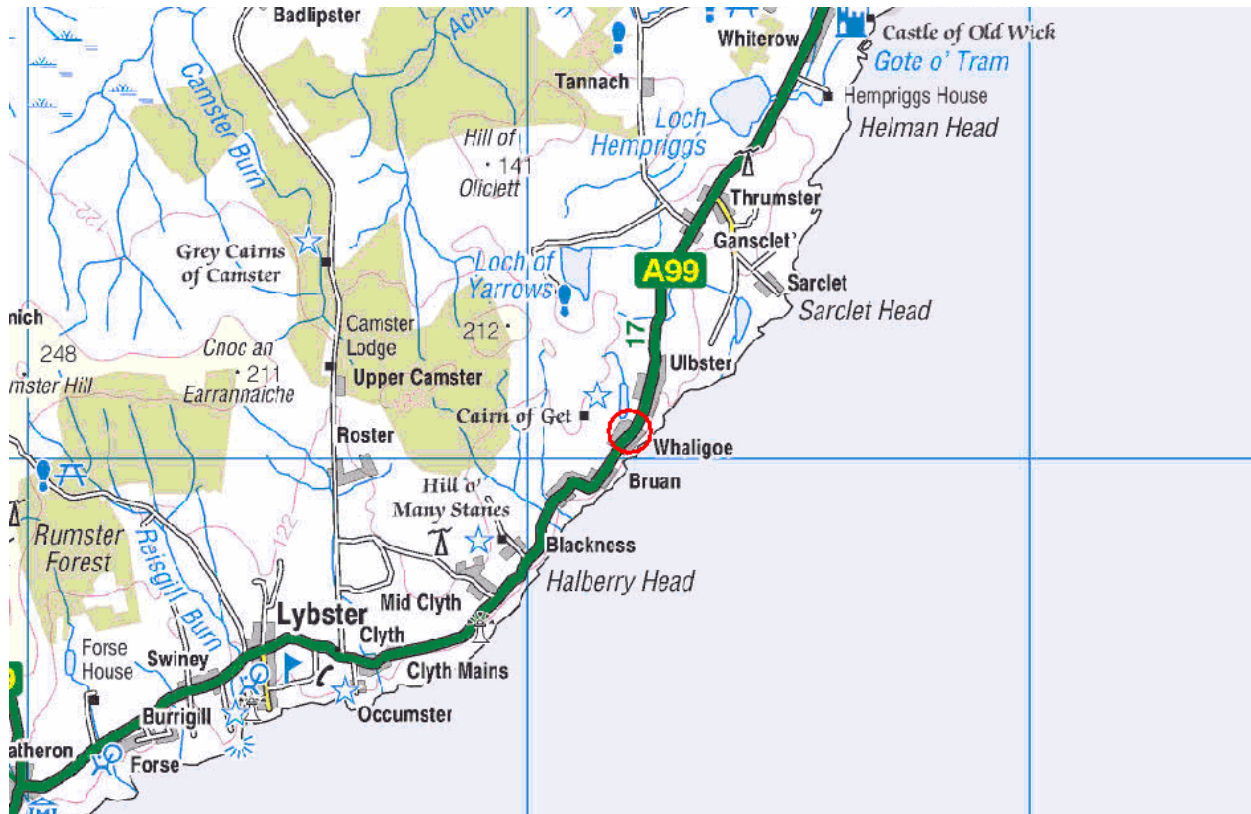 Badlipster
Castle of Old Wick
Whiterow
Gote o' Tram
Tannach
Hempriggs House
Camster Burn
Loch
Hempriggs
Helman Head
Hill of
141
Oliclett
Thrumster
122
Gansclet
Grey Cairns
of Camster
Loch of
Yarrows
A99
Sarclet
Sarclet Head
nich
Camster
Lodge
212
17
248
Cnoc an
211
Earrannaiche
mster Hill
Upper Camster
Ulbster
Cairn of Get
Roster
Whaligoe
Bruan
Hill o'
Many Stanes
Rumster
Forest
Reisgill Burn
122
Blackness
Halberry Head
Mid Clyth
Lybster
Clyth
Forse
House
Swiney
Clyth Mains
Burrigill
Occumster
atheron
Forse